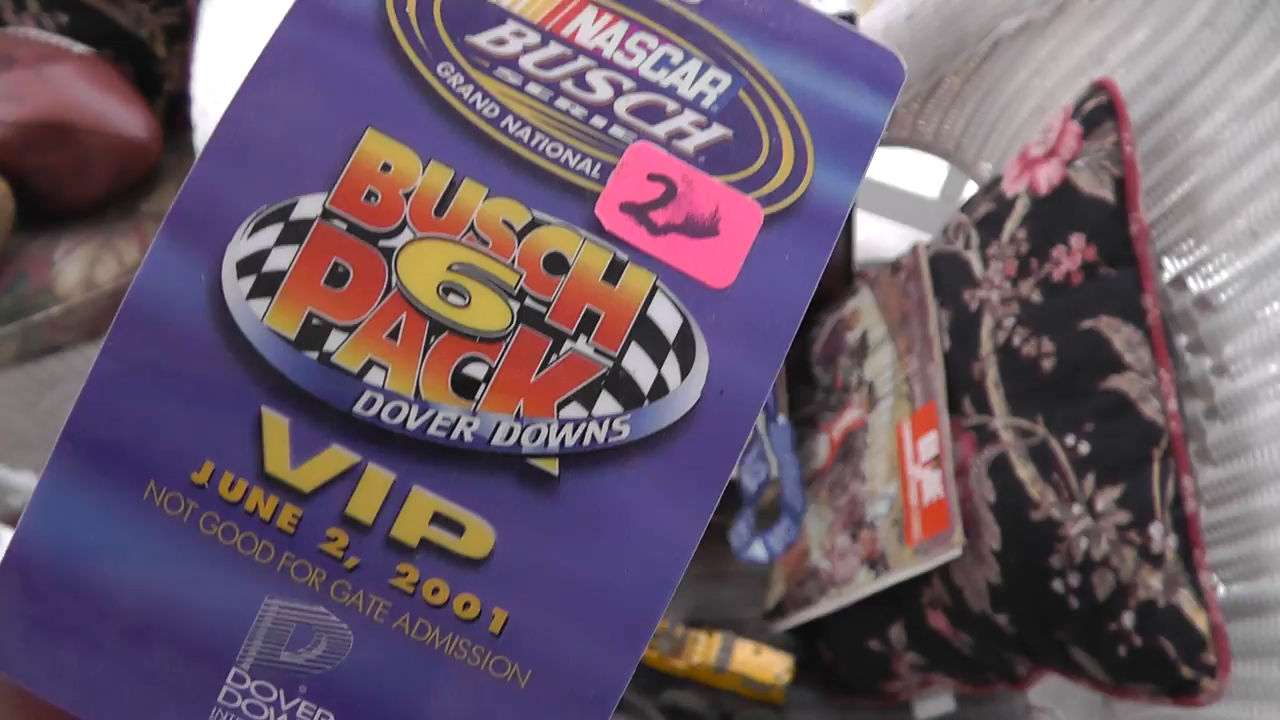 NASCAR
BUSCH
SERIES
GRAND NATIONAL
2
BUSCH
6
PACK
DOVER DOWNS
VIP
JUNE 2, 2001
NOT GOOD FOR GATE ADMISSION
D
DOVER